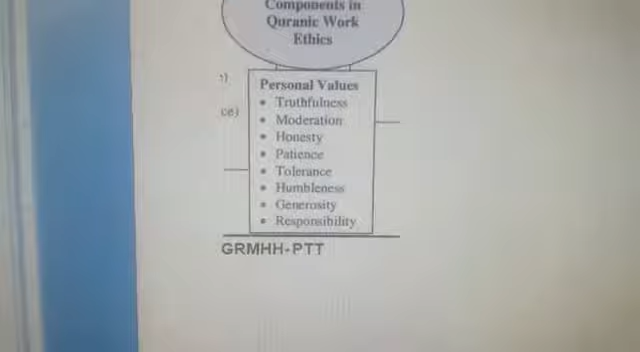 Components in
Quranic Work
Ethics
Personal Values
• Truthfulness
• Moderation
• Honesty
• Patience
• Tolerance
• Humbleness
• Generosity
• Responsibility
GRMHH-PTT